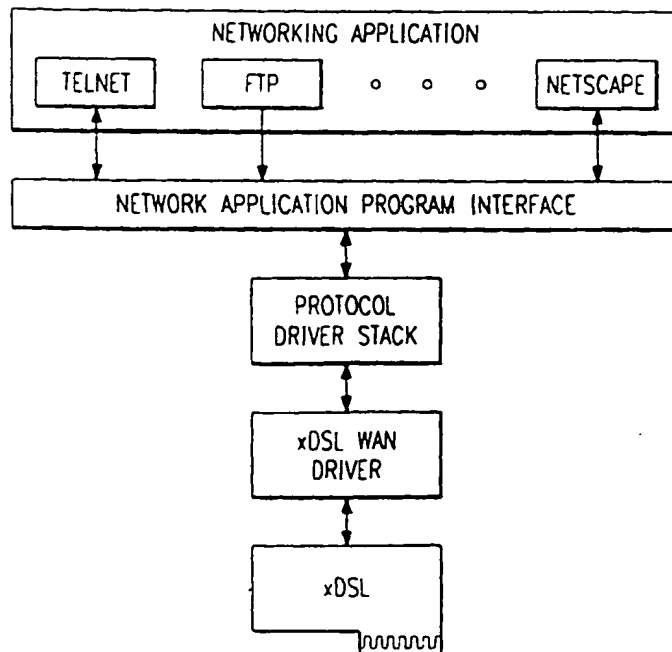 NETWORKING APPLICATION
TELNET
FTP
NETSCAPE
NETWORK APPLICATION PROGRAM INTERFACE
PROTOCOL
DRIVER STACK
xDSL WAN
DRIVER
xDSL